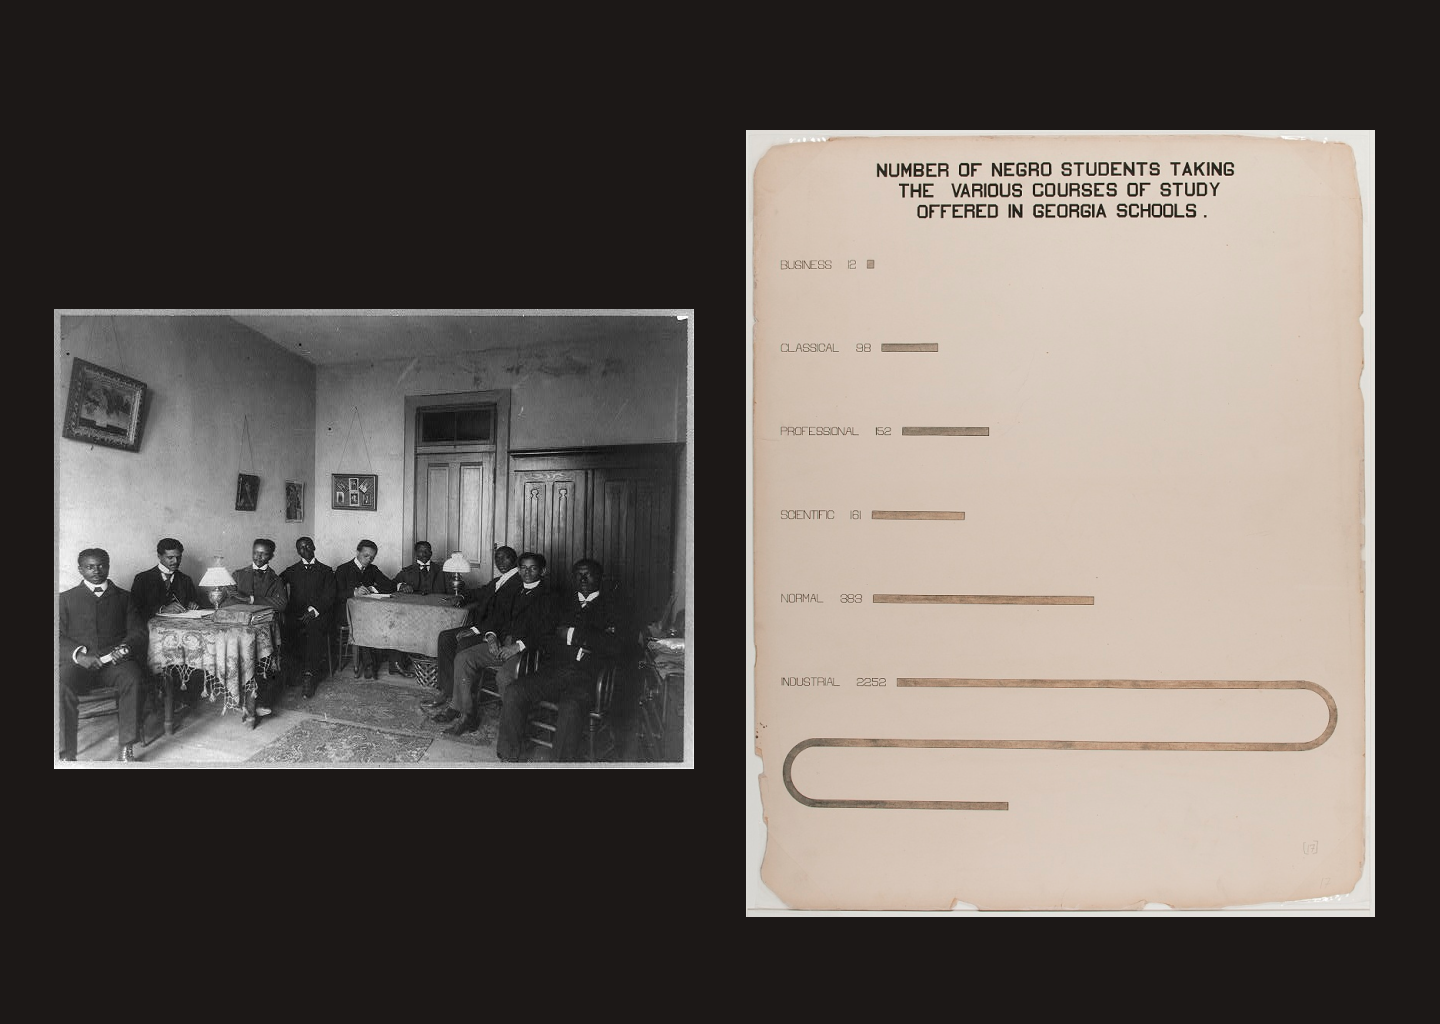 NUMBER OF NEGRO STUDENTS TAKING
THE VARIOUS COURSES OF STUDY
OFFERED IN GEORGIA SCHOOLS.
BUSINESS 12
CLASSICAL 98
PROFESSIONAL 152
SCIENTIFIC 161
NORMAL 383
INDUSTRIAL 2252